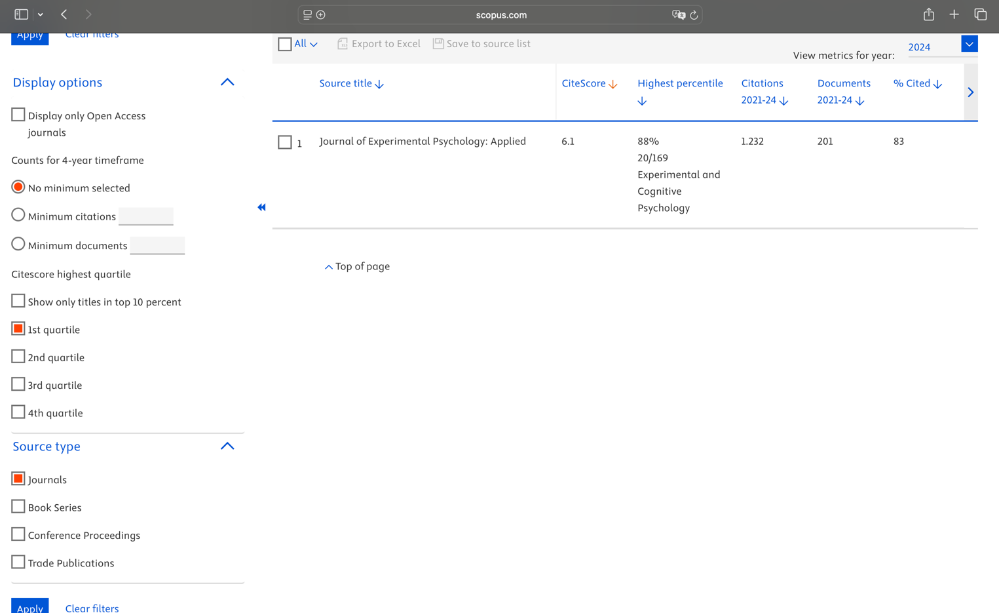 scopus.com
Apply Clear filters
Display options
Display only Open Access
journals
Counts for 4-year timeframe
No minimum selected
Minimum citations
Minimum documents
Citescore highest quartile
Show only titles in top 10 percent
1st quartile
2nd quartile
3rd quartile
4th quartile
Source type
Journals
Book Series
Conference Proceedings
Trade Publications
Apply Clear filters
All Export to Excel Save to source list
View metrics for year: 2024
Source title CiteScore Highest percentile Citations 2021-24 Documents 2021-24 % Cited
1 Journal of Experimental Psychology: Applied 6.1 88% 1.232 201 83
20/169
Experimental and
Cognitive
Psychology
Top of page